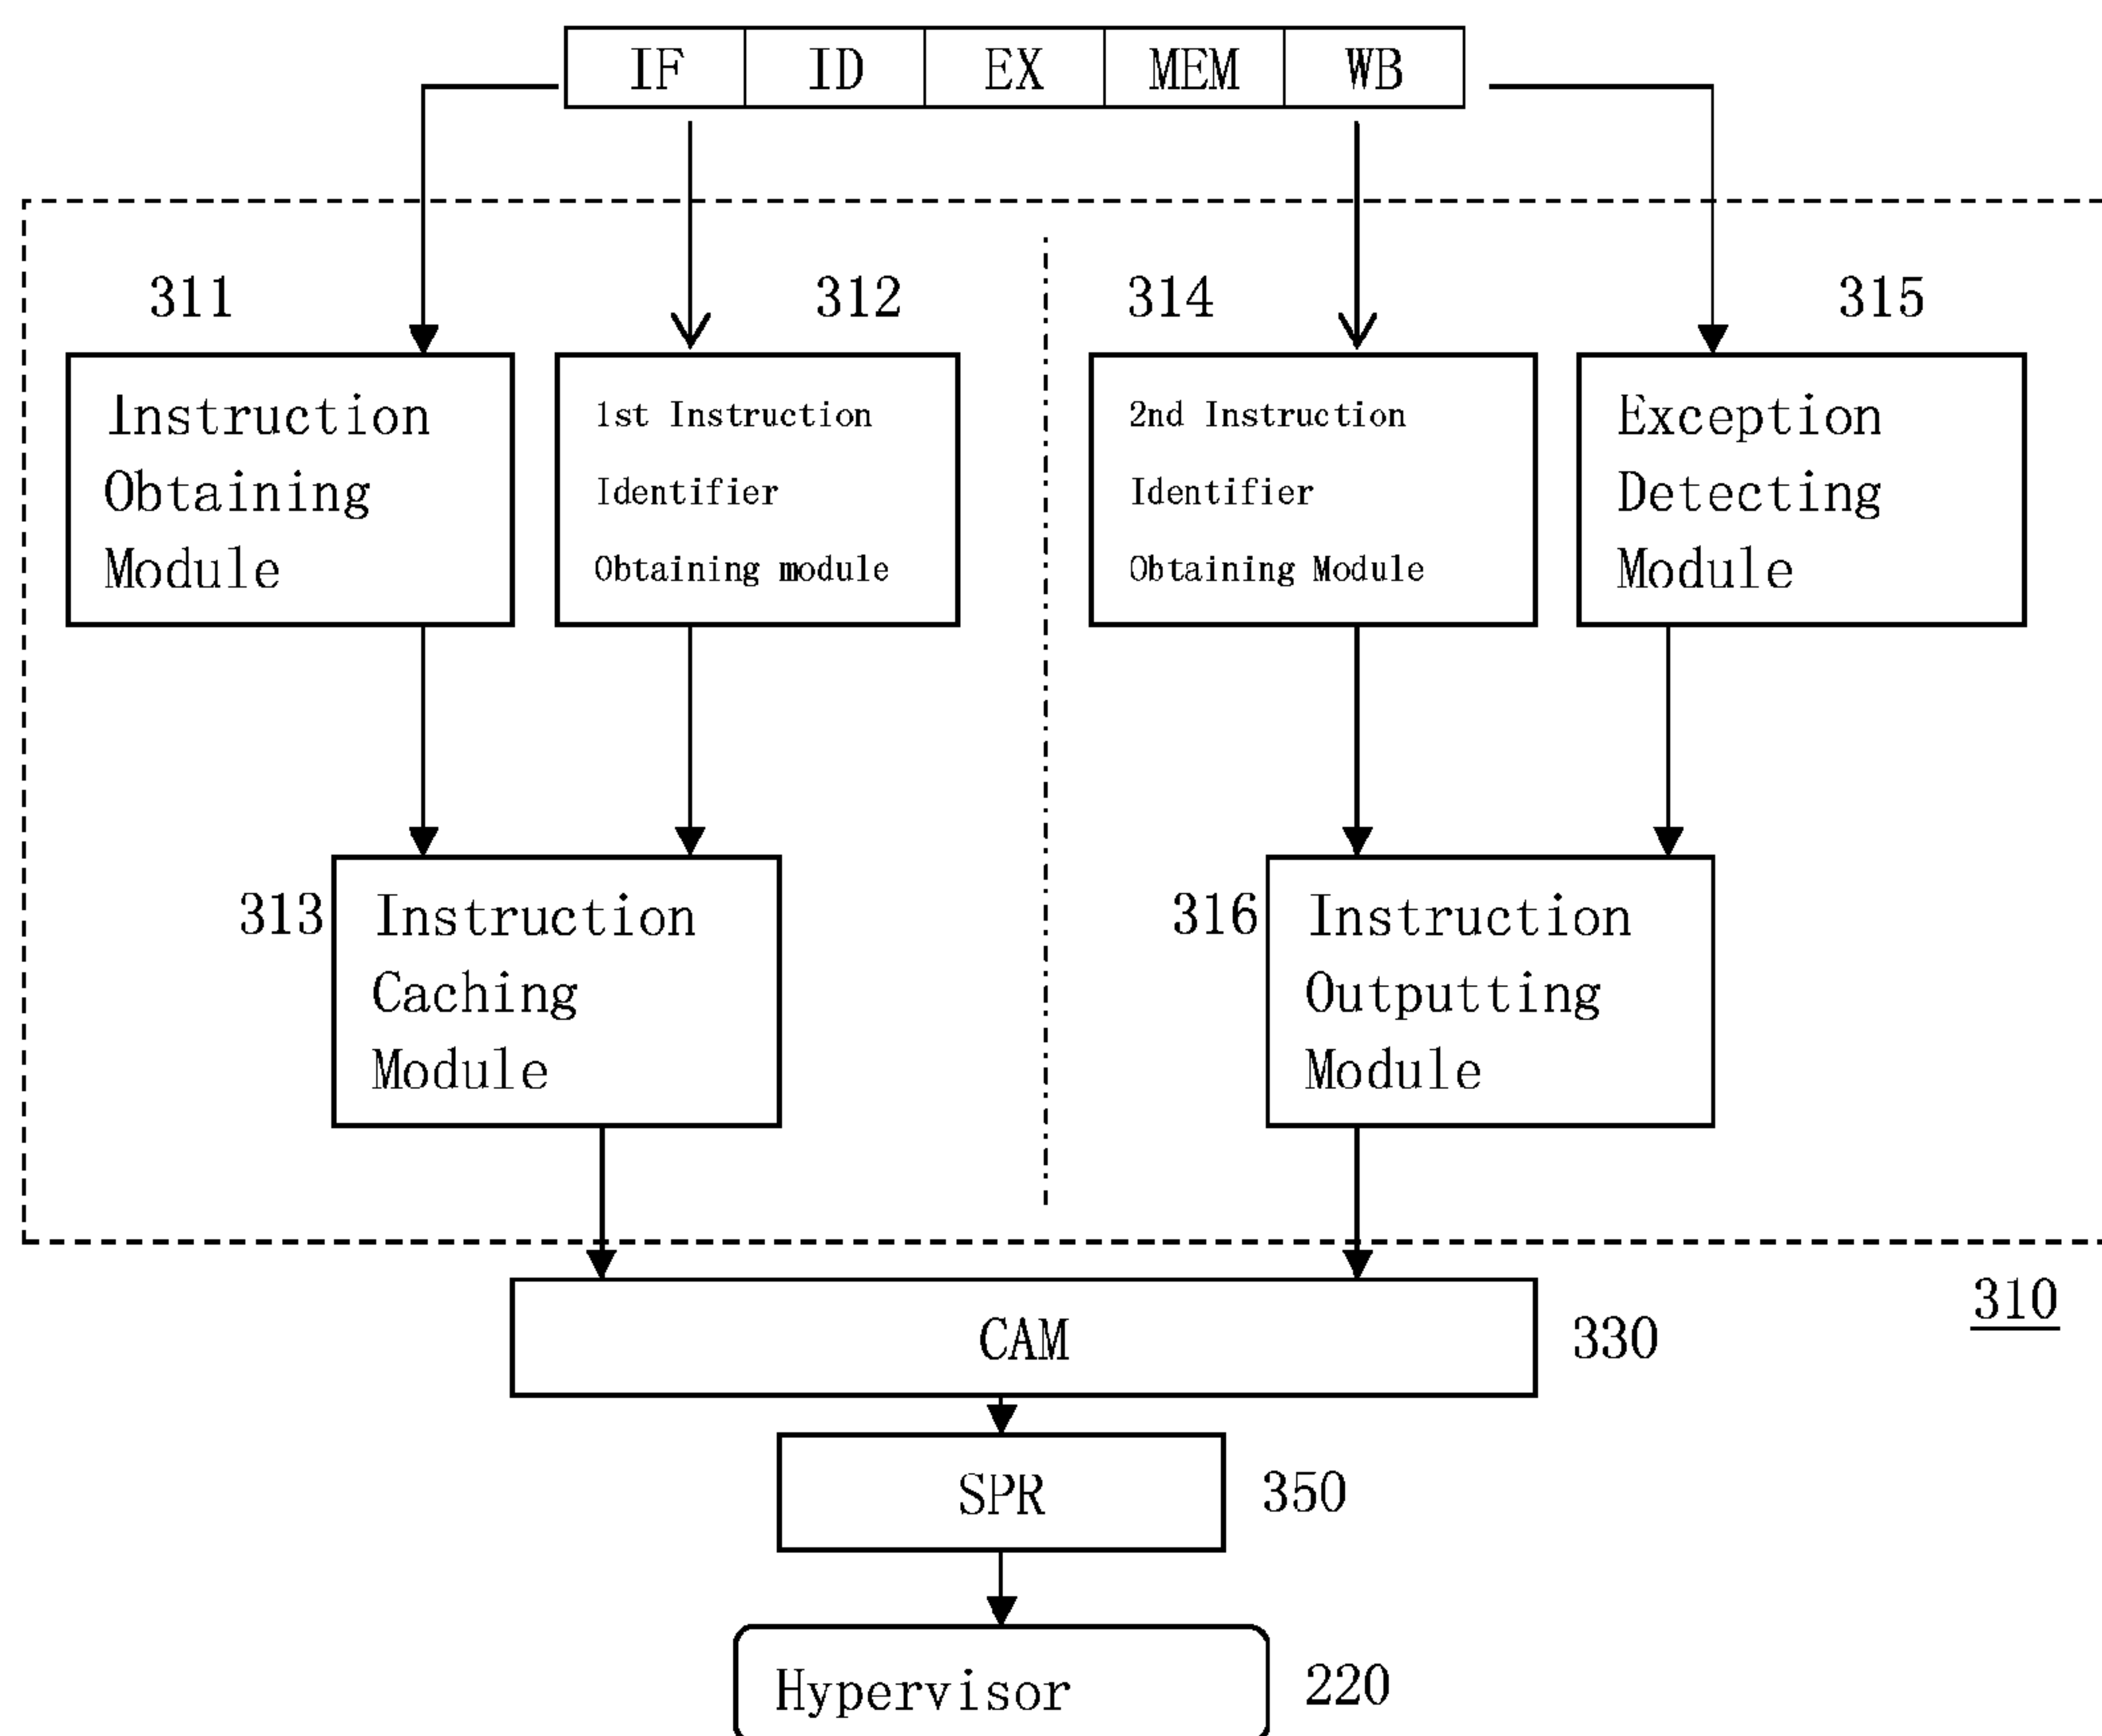 IF ID EX MEM WB
311
312
314
315
Instruction
Obtaining
Module
1st Instruction
Identifier
Obtaining module
2nd Instruction
Identifier
Obtaining Module
Exception
Detecting
Module
313
Instruction
Caching
Module
316
Instruction
Outputting
Module
310
CAM
330
SPR
350
Hypervisor
220